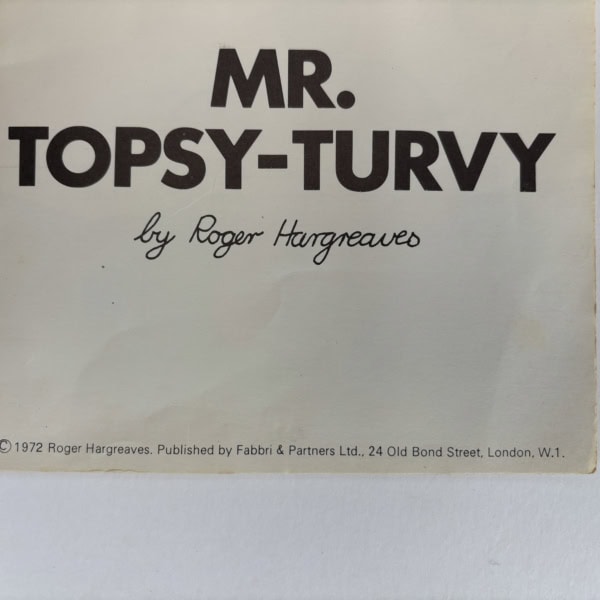 MR.
TOPSY-TURVY
by Roger Hargreaves
© 1972 Roger Hargreaves. Published by Fabbri & Partners Ltd., 24 Old Bond Street, London, W.1.